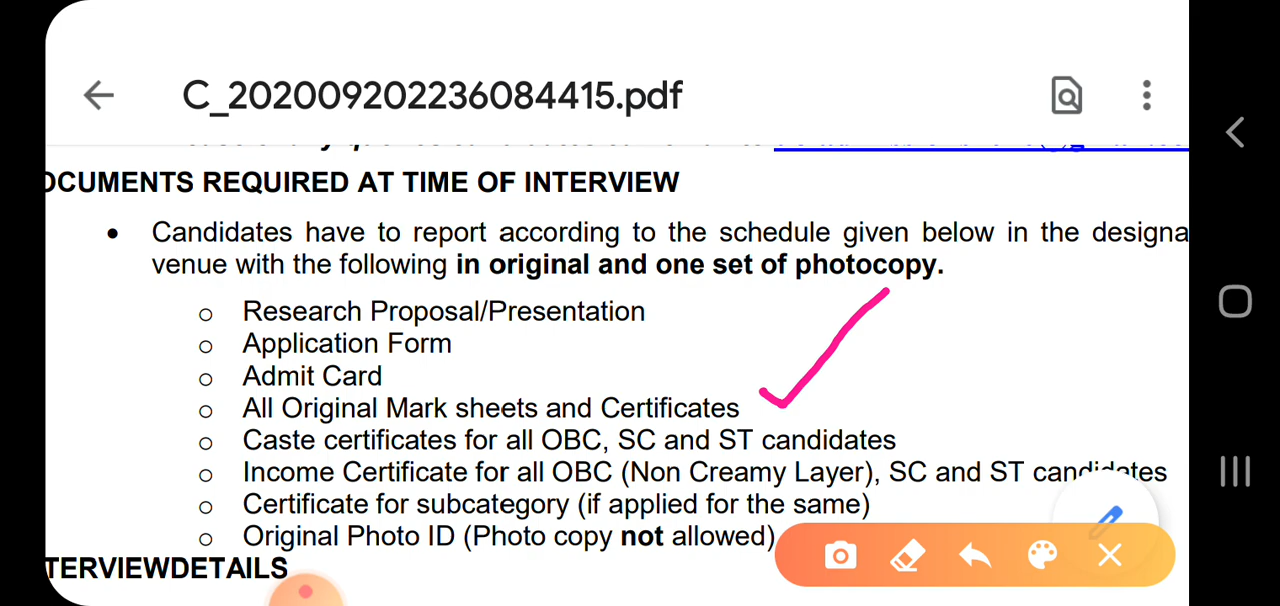 C_202009202236084415.pdf
OCUMENTS REQUIRED AT TIME OF INTERVIEW
• Candidates have to report according to the schedule given below in the designa
venue with the following in original and one set of photocopy.
o Research Proposal/Presentation
o Application Form
o Admit Card
o All Original Mark sheets and Certificates
o Caste certificates for all OBC, SC and ST candidates
o Income Certificate for all OBC (Non Creamy Layer), SC and ST candidates
o Certificate for subcategory (if applied for the same)
o Original Photo ID (Photo copy not allowed)
TERVIEWDETAILS